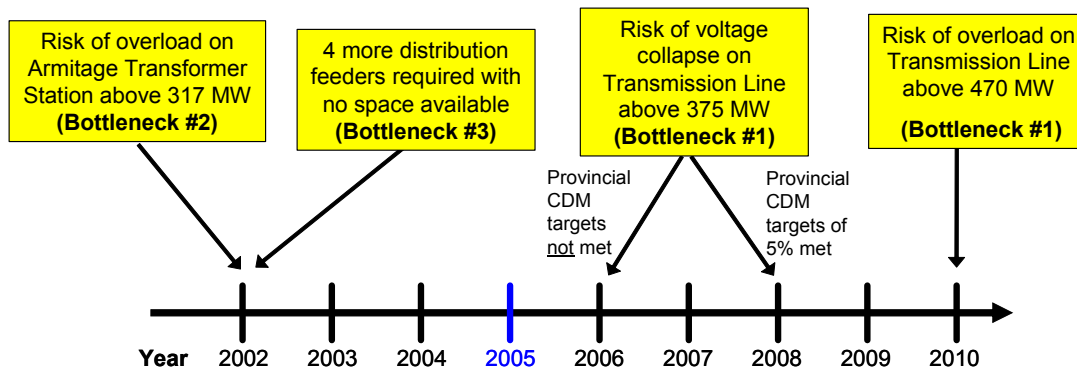 Risk of overload on
Armitage Transformer
Station above 317 MW
(Bottleneck #2)
4 more distribution
feeders required with
no space available
(Bottleneck #3)
Risk of voltage
collapse on
Transmission Line
above 375 MW
(Bottleneck #1)
Risk of overload on
Transmission Line
above 470 MW
(Bottleneck #1)
Provincial
CDM
targets
not met
Provincial
CDM
targets of
5% met
Year 2002 2003 2004 2005 2006 2007 2008 2009 2010